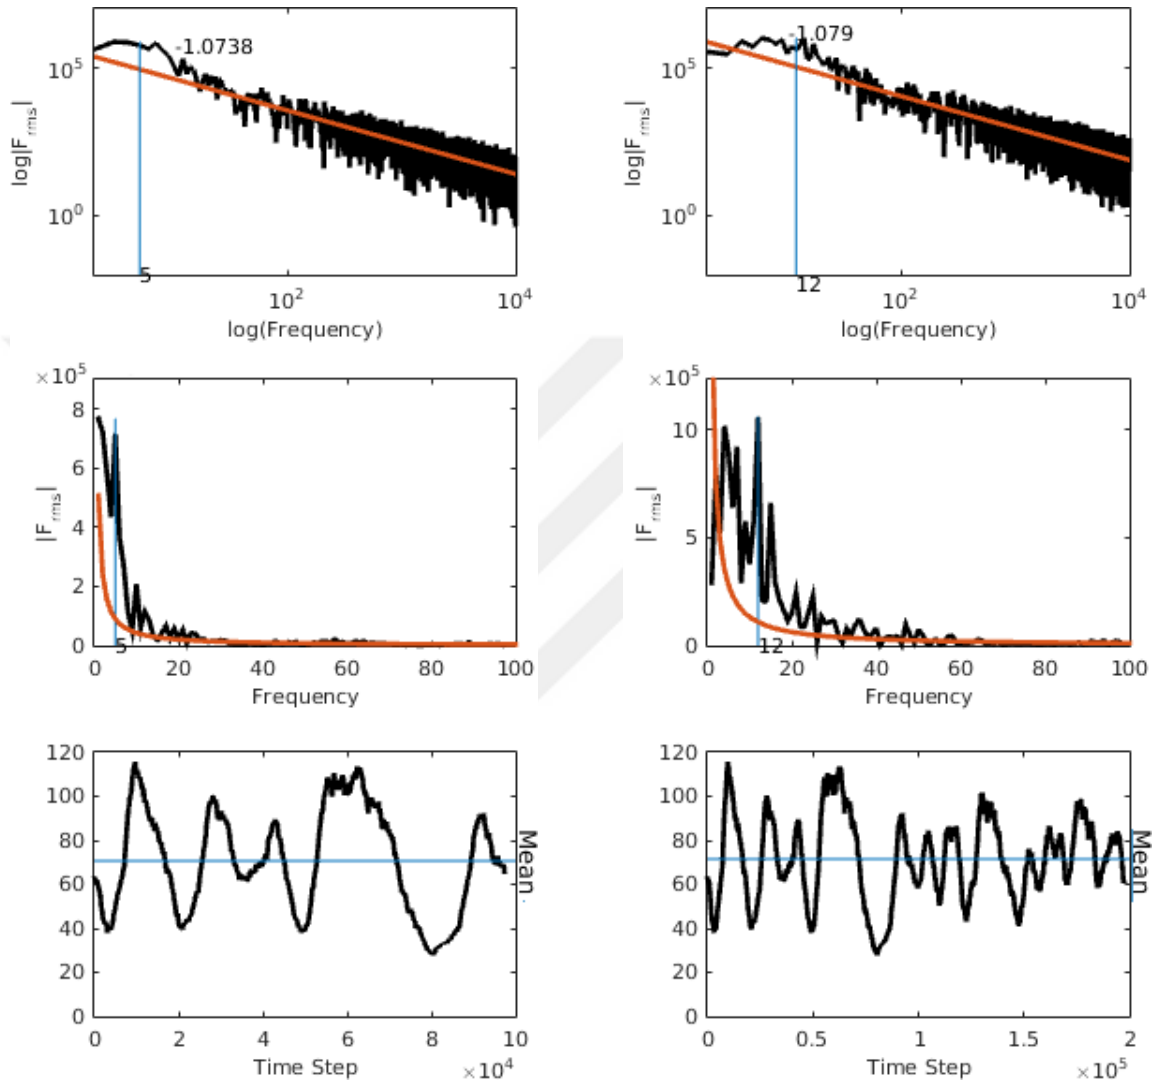 -1.0738
10^5
10^0
log|F_rms|
5
10^2
10^4
log(Frequency)
-1.079
10^5
10^0
log|F_rms|
12
10^2
10^4
log(Frequency)
×10^5
8
6
4
2
0
|F_rms|
5
0 20 40 60 80 100
Frequency
×10^5
10
5
0
|F_rms|
12
0 20 40 60 80 100
Frequency
120
100
80
60
40
20
0
Mean
0 2 4 6 8 10
Time Step
×10^4
120
100
80
60
40
20
0
Mean
0 0.5 1 1.5 2
Time Step
×10^5